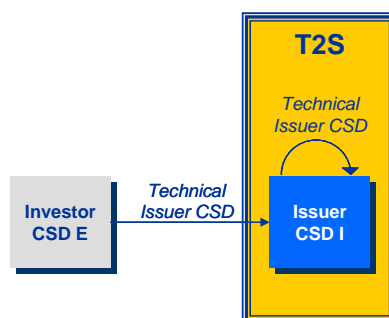 T2S
Technical
Issuer CSD
Technical
Issuer CSD
Investor
CSD E
Issuer
CSD I